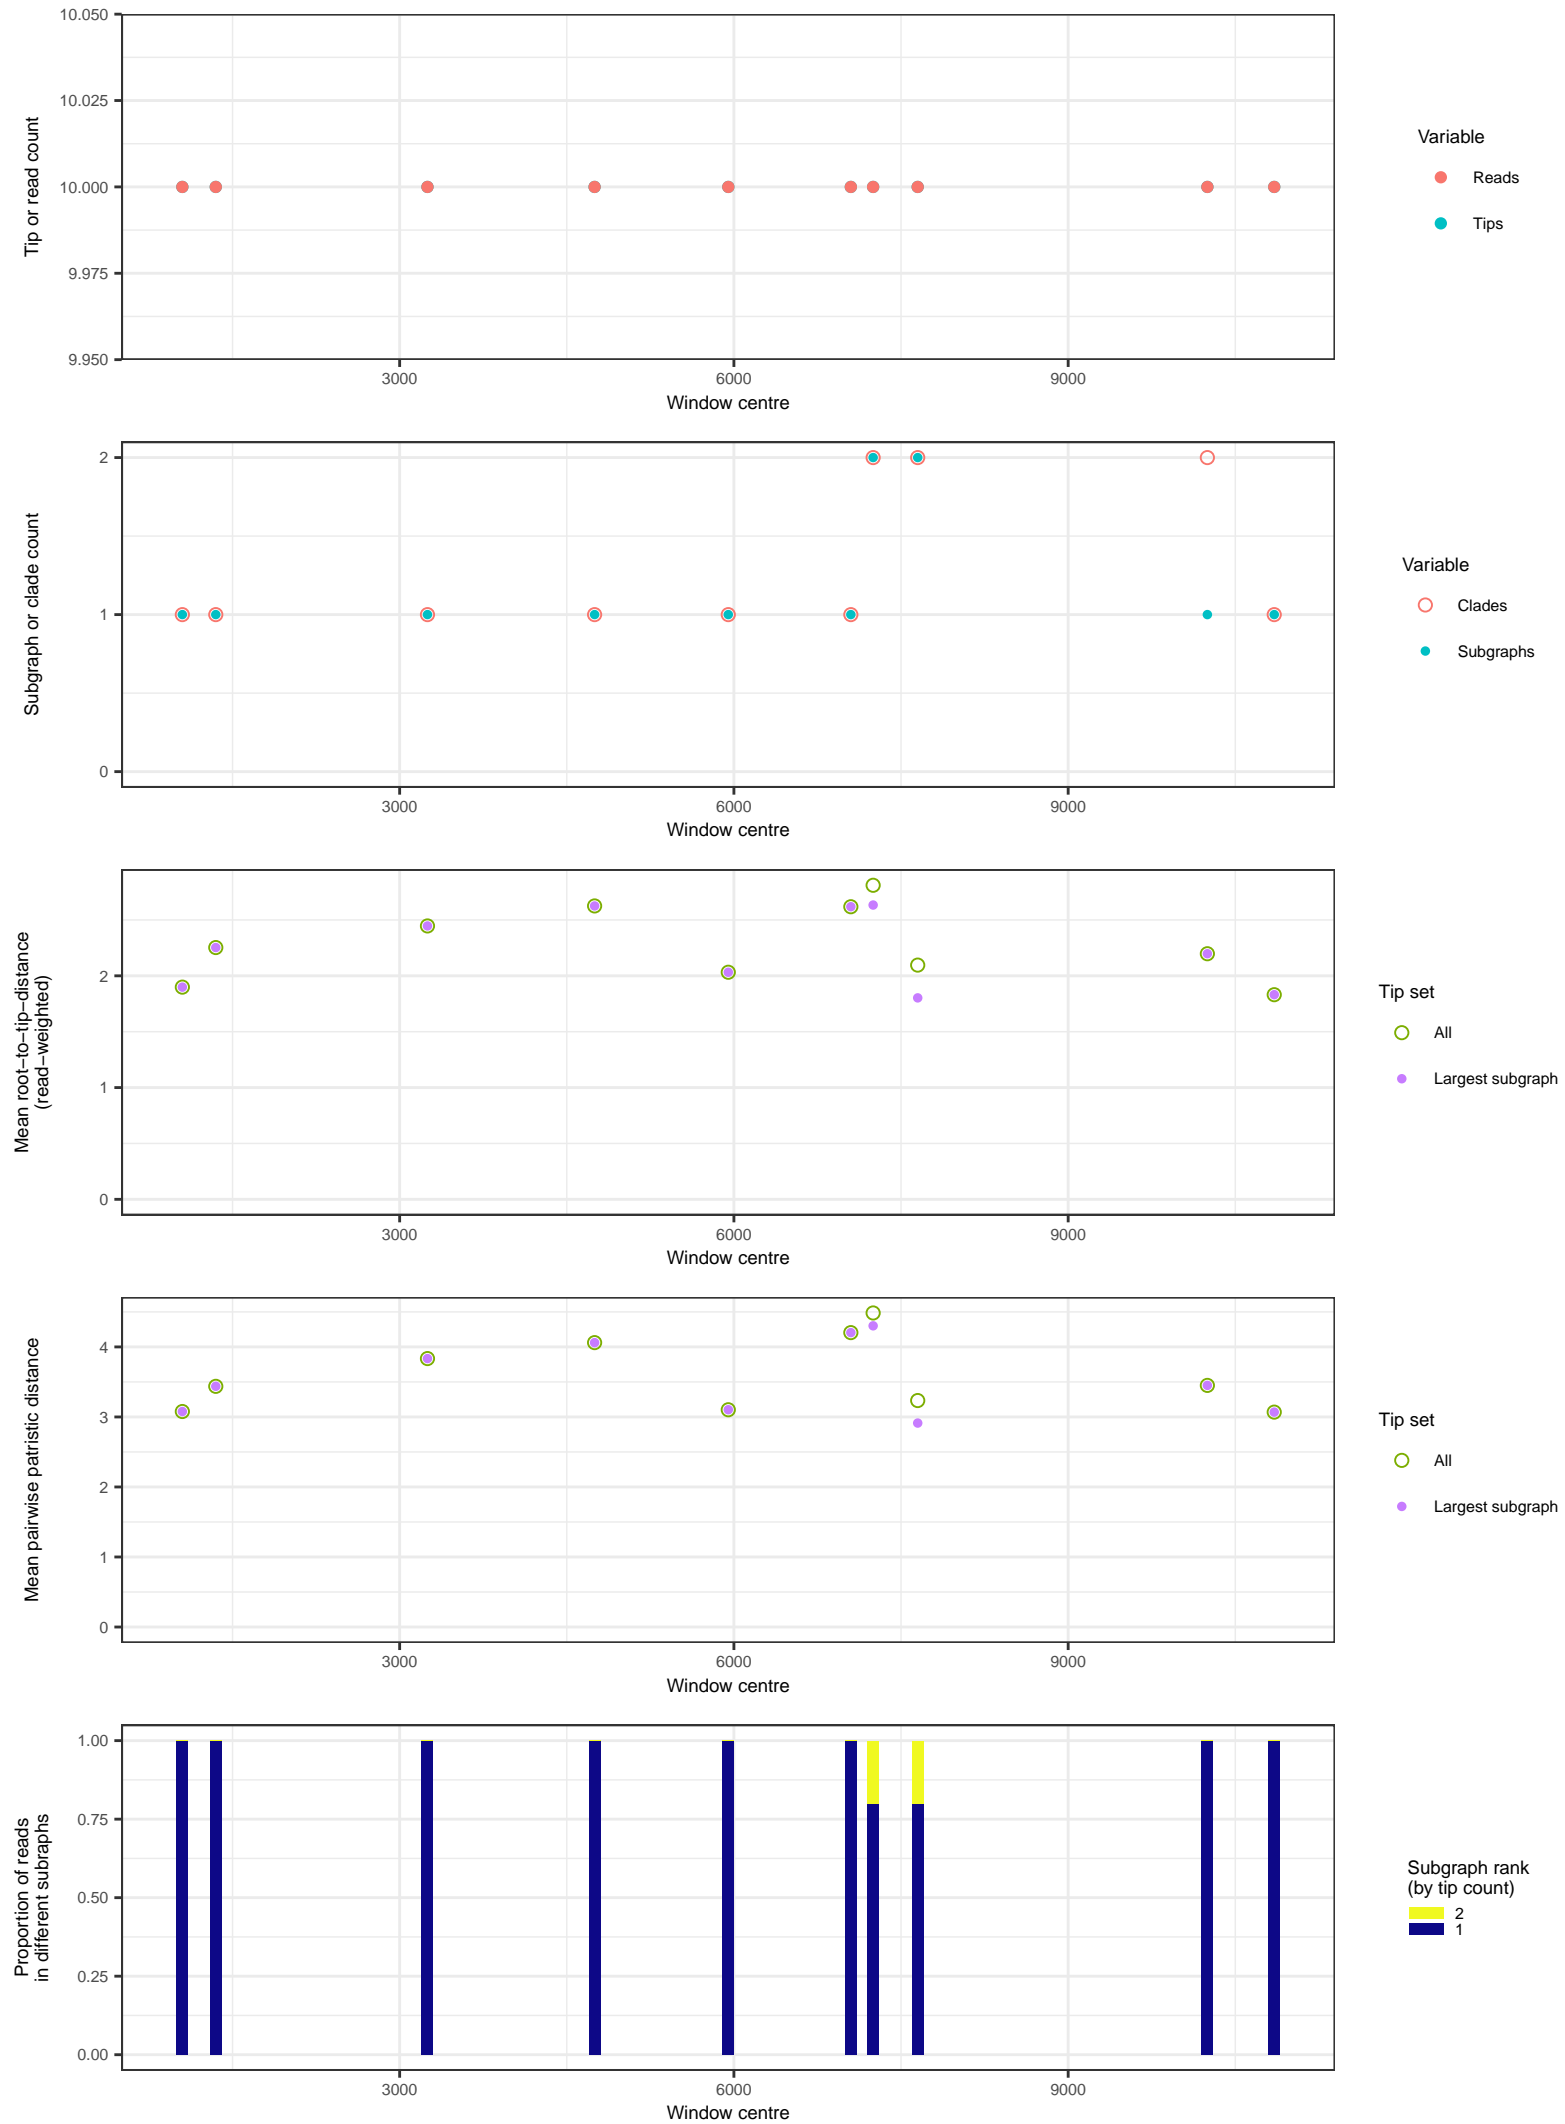 10.050
10.025
10.000
9.975
9.950
Tip or read count
3000 6000 9000
Window centre
Variable
Reads
Tips
2
1
0
Subgraph or clade count
3000 6000 9000
Window centre
Variable
Clades
Subgraphs
2
1
0
Mean root−to−tip−distance
(read−weighted)
3000 6000 9000
Window centre
Tip set
All
Largest subgraph
4
3
2
1
0
Mean pairwise patristic distance
3000 6000 9000
Window centre
Tip set
All
Largest subgraph
1.00
0.75
0.50
0.25
0.00
Proportion of reads
in different subraphs
3000 6000 9000
Window centre
Subgraph rank
(by tip count)
2
1